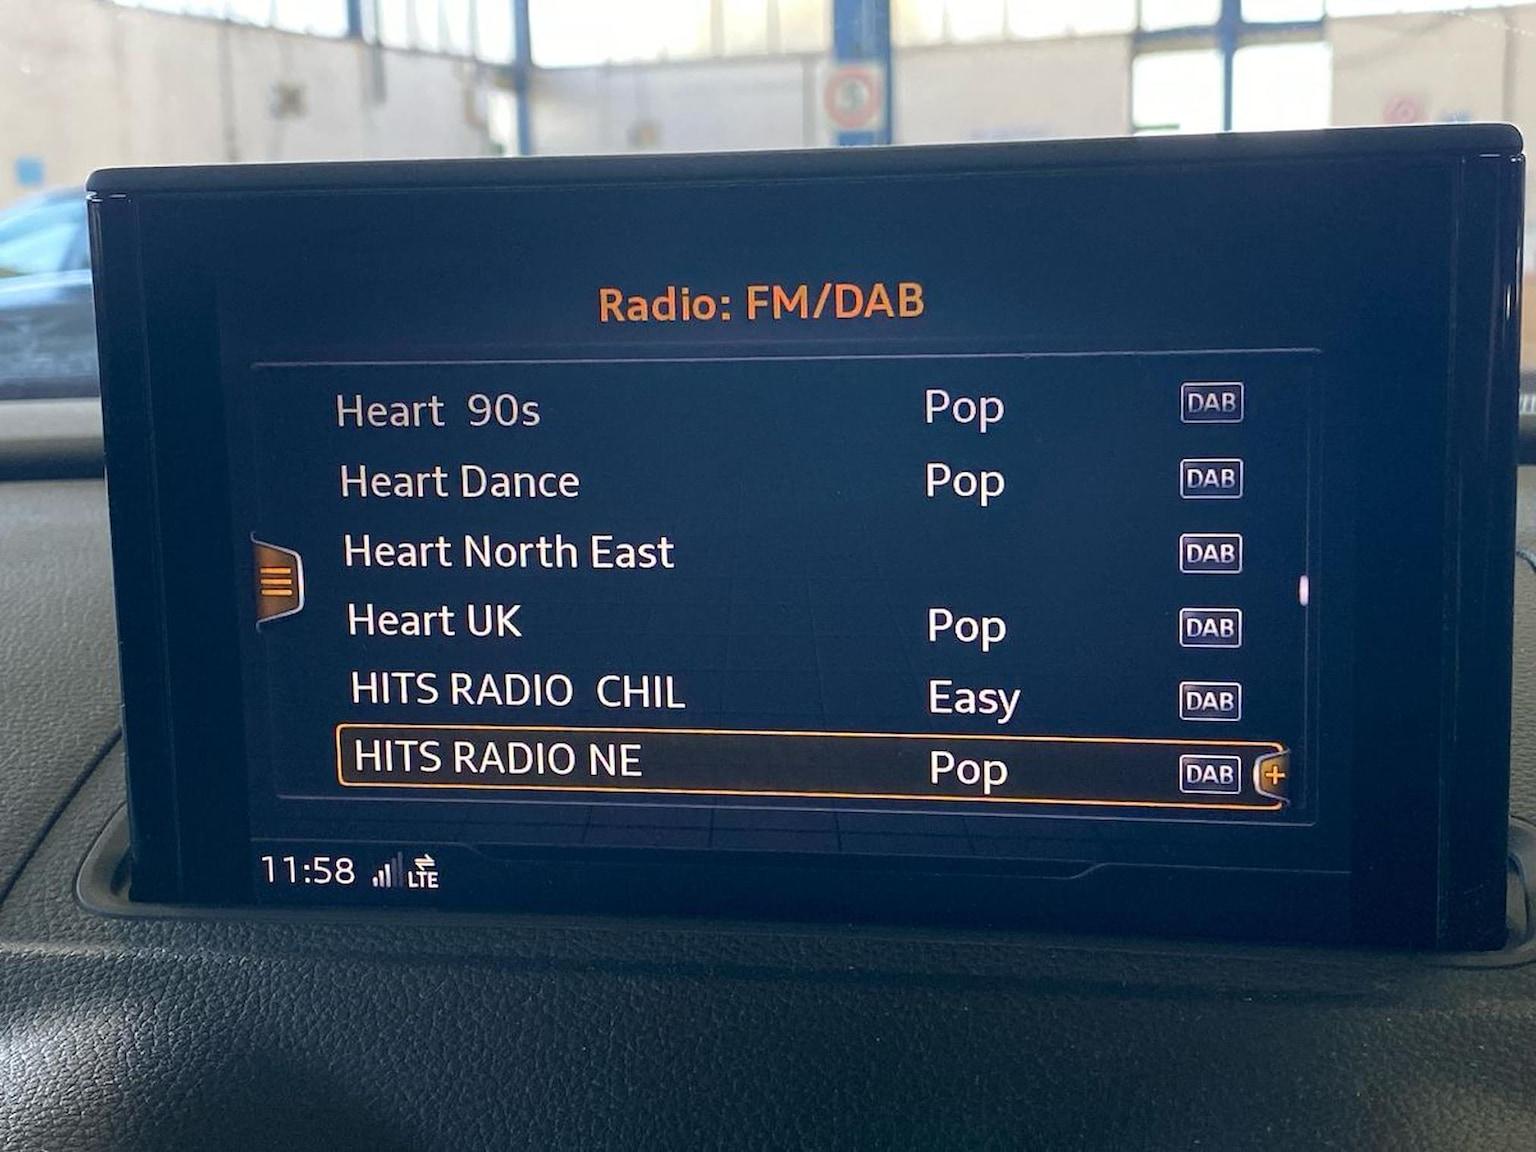 Radio: FM/DAB
Heart 90s Pop DAB
Heart Dance Pop DAB
Heart North East DAB
Heart UK Pop DAB
HITS RADIO CHIL Easy DAB
HITS RADIO NE Pop DAB +
11:58 LTE